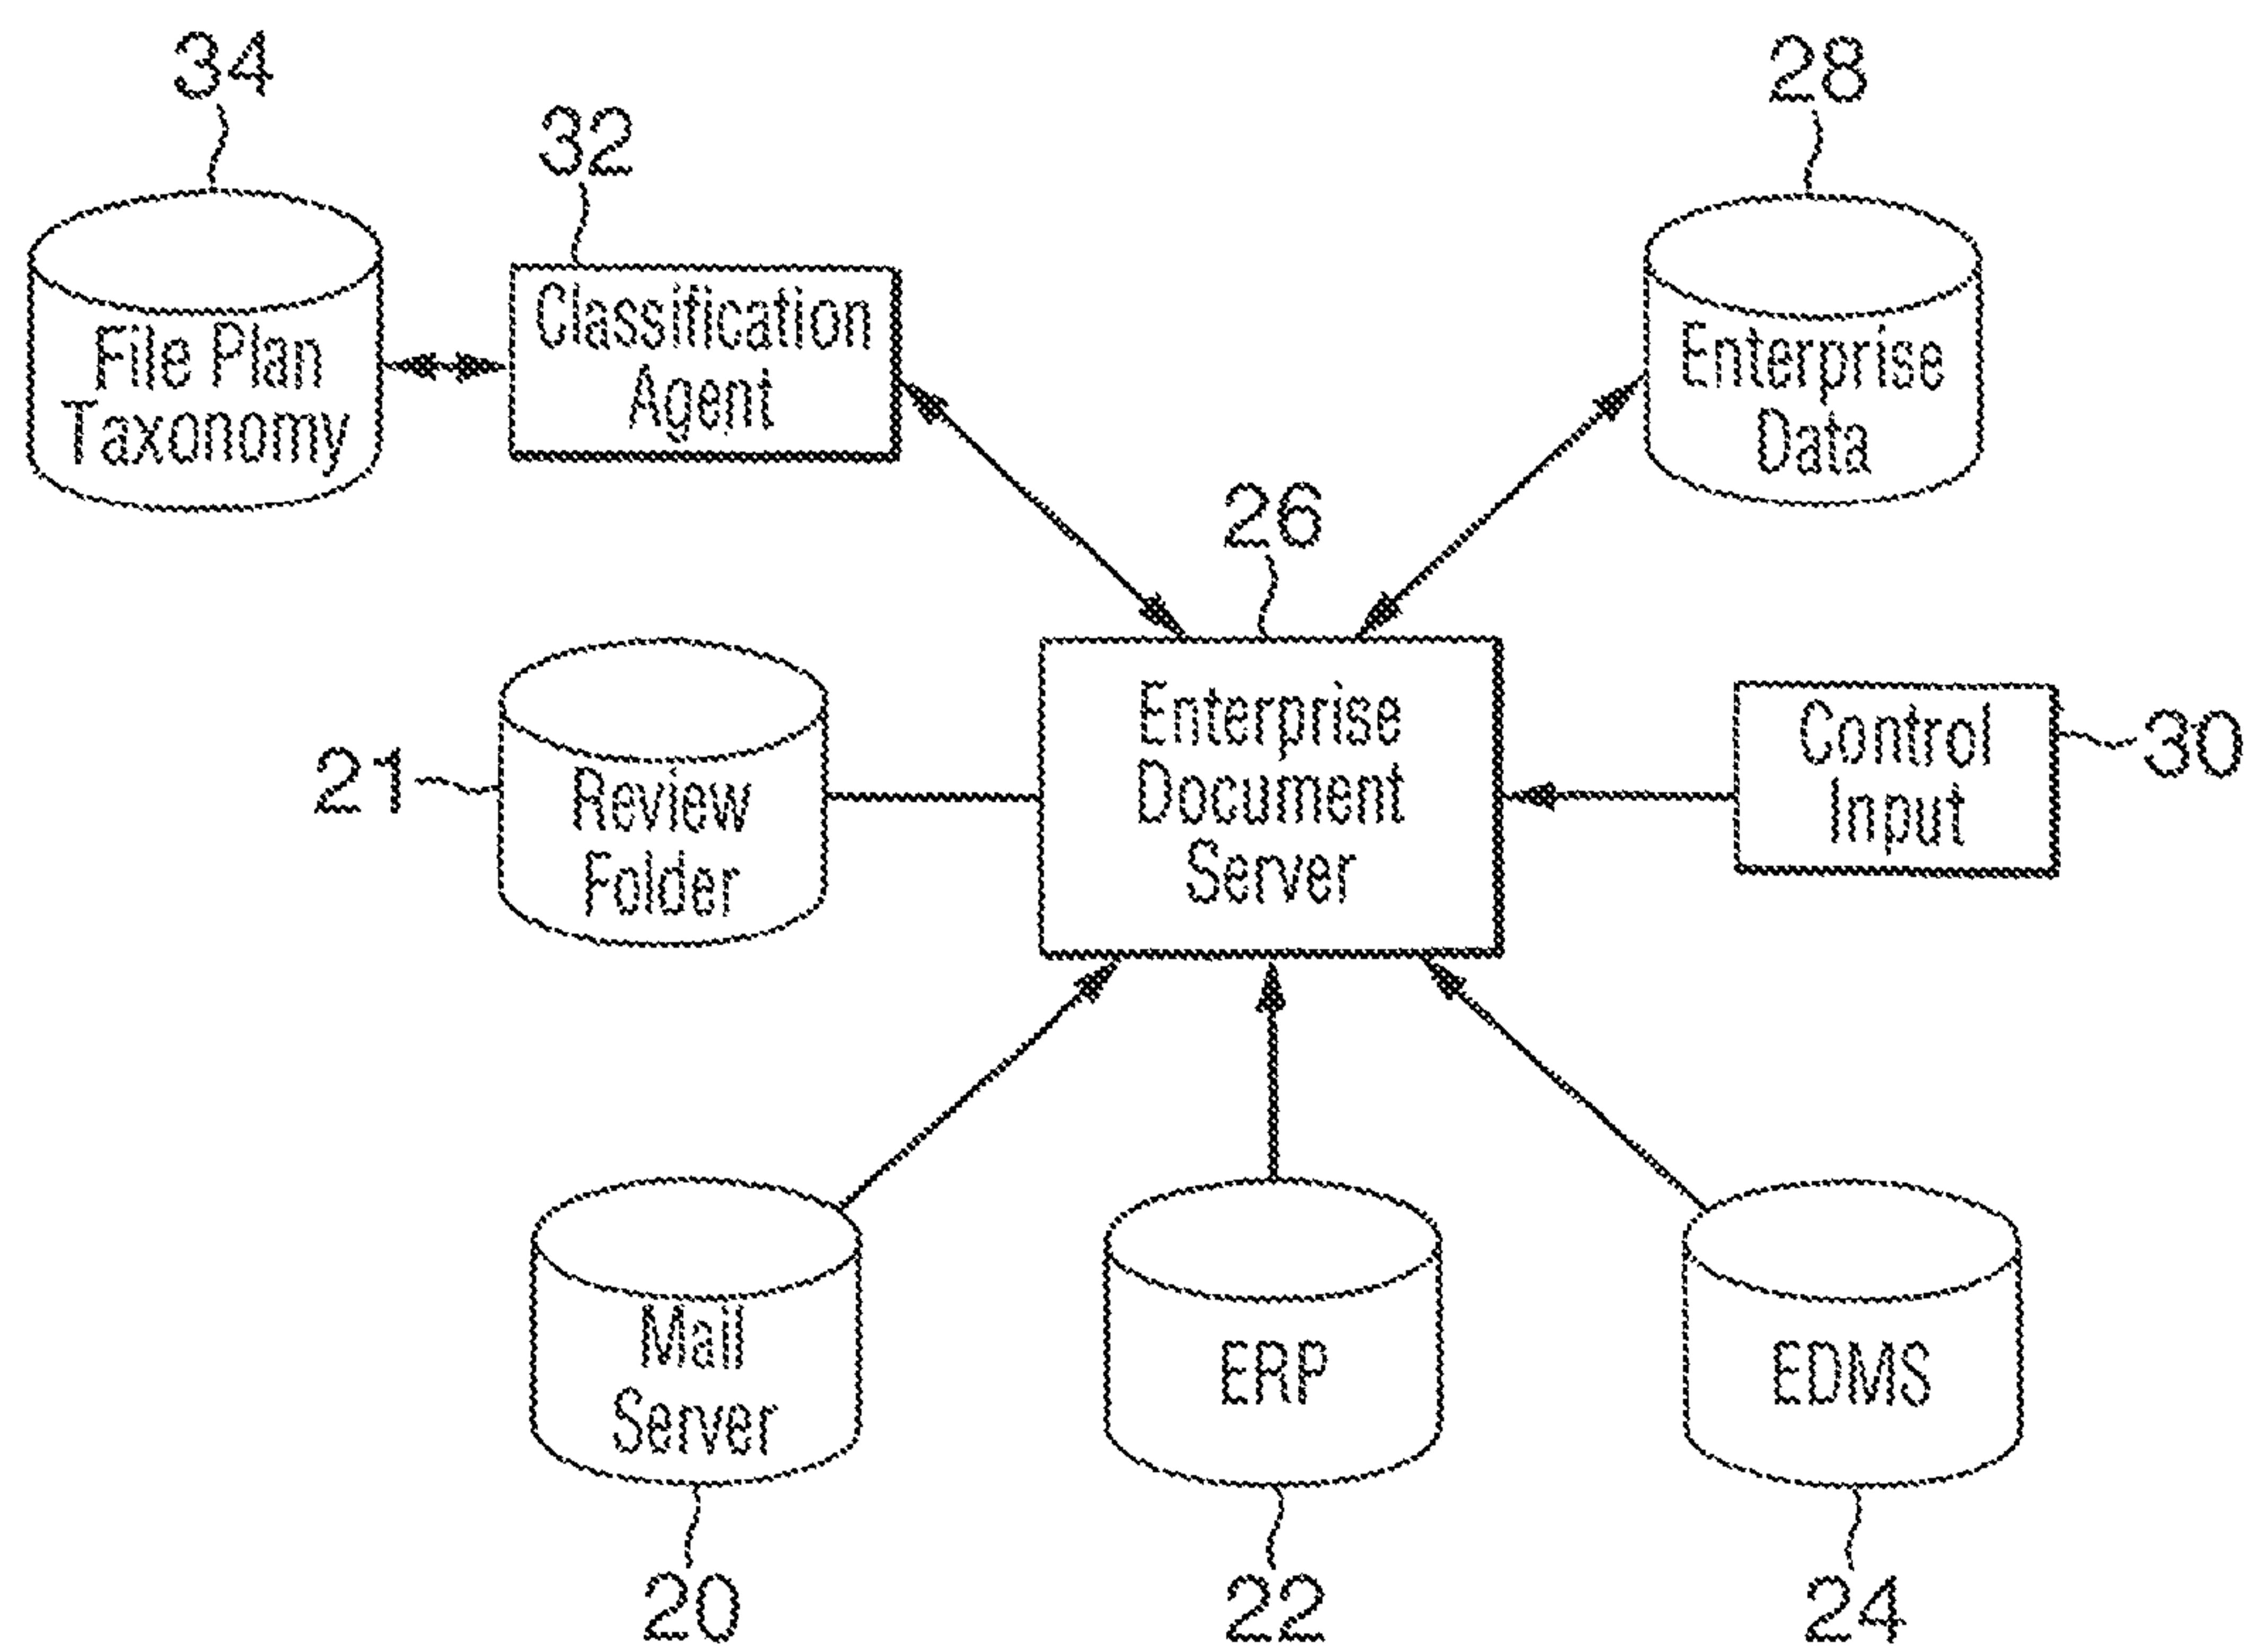 34
28
32
File Plan
Taxonomy
Classification
Agent
Enterprise
Data
26
21
Review
Folder
Enterprise
Document
Server
Control
Input
30
Mail
Server
ERP
EDMS
20
22
24